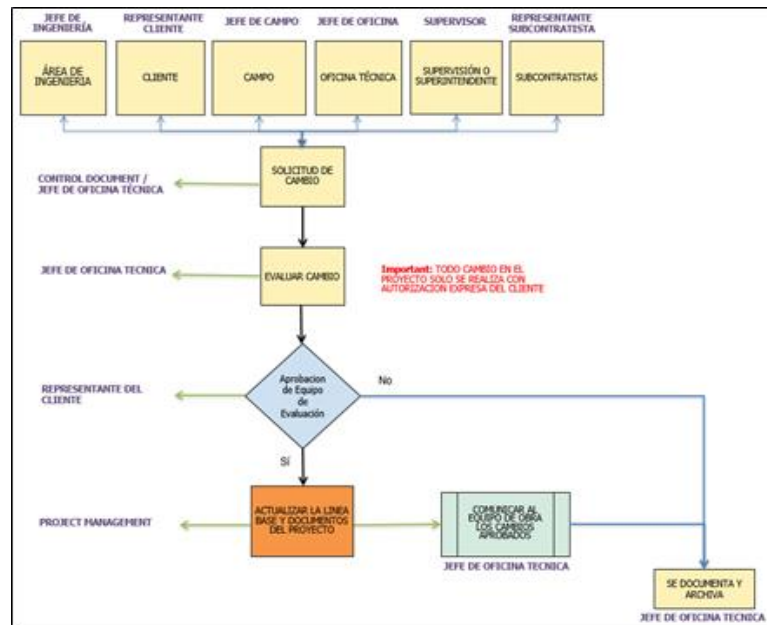 JEFE DE
INGENIERÍA
REPRESENTANTE
CLIENTE
JEFE DE CAMPO
JEFE DE OFICINA
SUPERVISOR
REPRESENTANTE
SUBCONTRATISTA
ÁREA DE
INGENIERIA
CLIENTE
CAMPO
OFICINA TÉCNICA
SUPERVISIÓN O
SUPERINTENDENTE
SUBCONTRATISTAS
SOLICITUD DE
CAMBIO
CONTROL DOCUMENT /
JEFE DE OFICINA TÉCNICA
JEFE DE OFICINA TECNICA
EVALUAR CAMBIO
Important: TODO CAMBIO EN EL
PROYECTO SOLO SE REALIZA CON
AUTORIZACION EXPRESA DEL CLIENTE
REPRESENTANTE DEL
CLIENTE
Aprobacion
de Equipo
de
Evaluación
No
Sí
PROJECT MANAGEMENT
ACTUALIZAR LA LINEA
BASE Y DOCUMENTOS
DEL PROYECTO
COMUNICAR AL
EQUIPO DE OBRA
LOS CAMBIOS
APROBADOS
JEFE DE OFICINA TECNICA
SE DOCUMENTA Y
ARCHIVA
JEFE DE OFICINA TECNICA